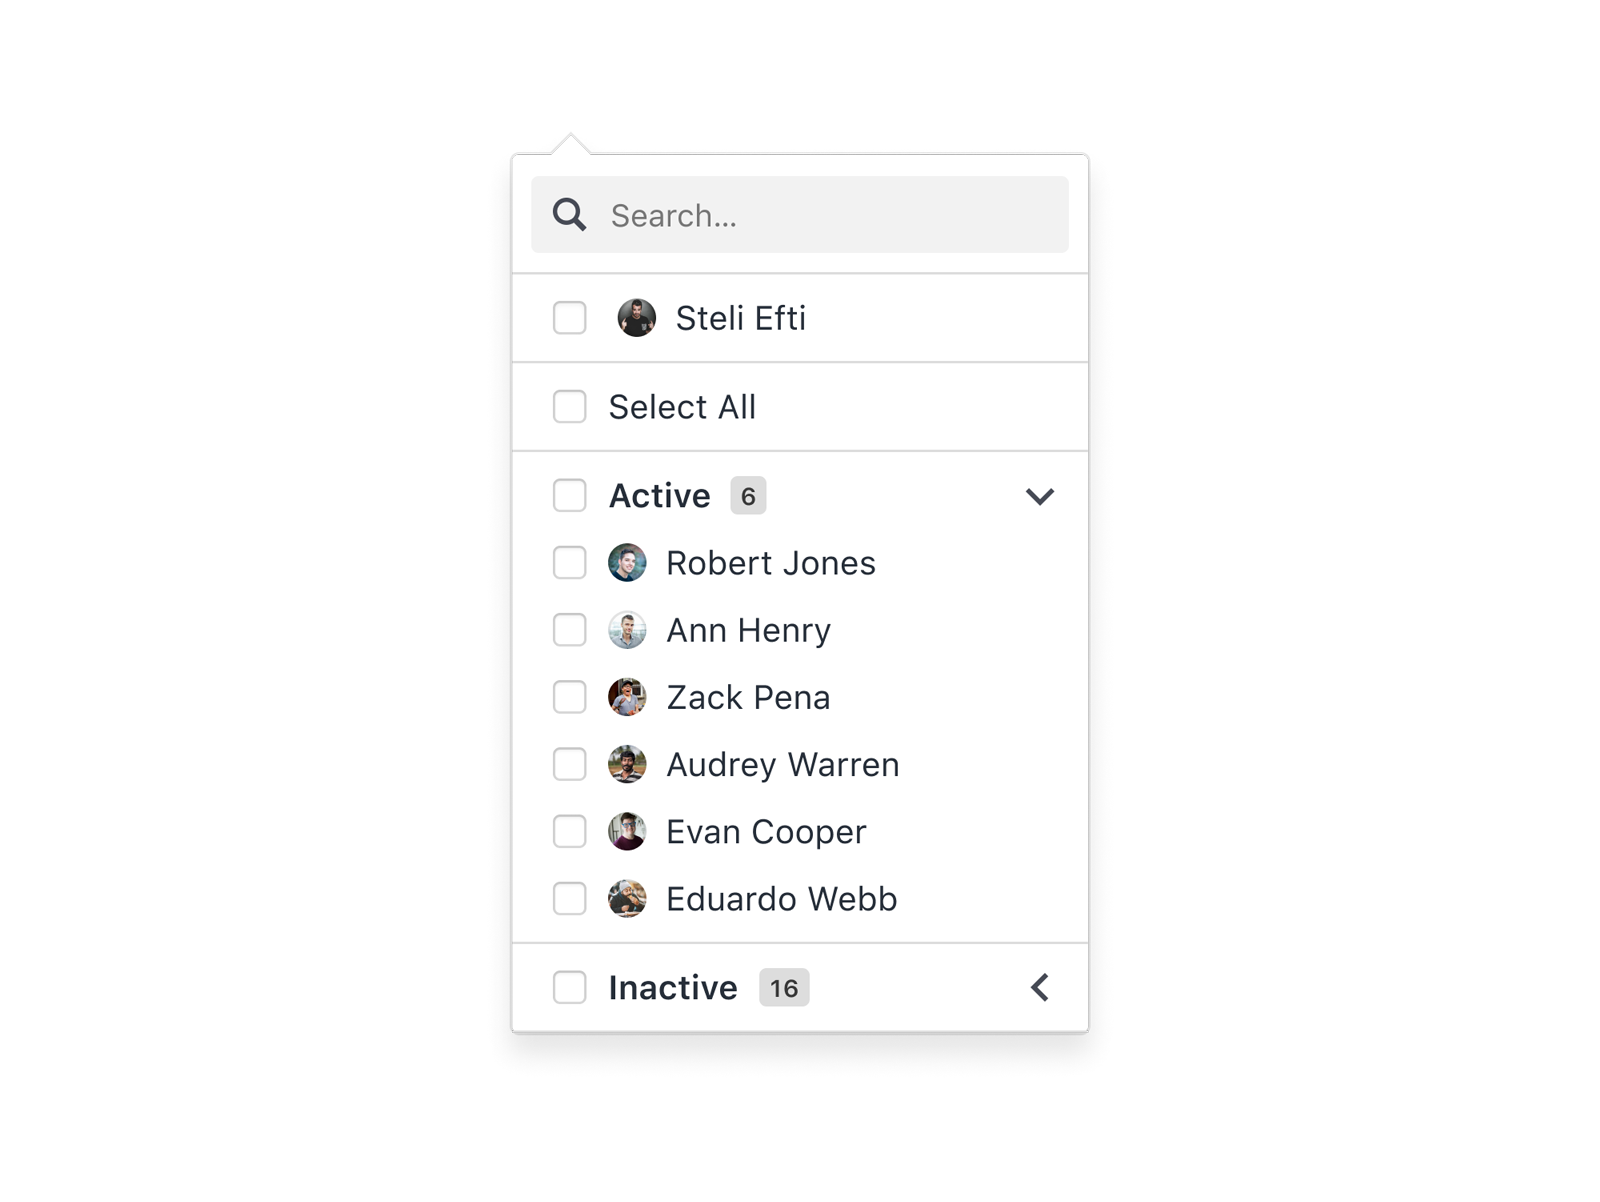 Search...
Steli Efti
Select All
Active 6
Robert Jones
Ann Henry
Zack Pena
Audrey Warren
Evan Cooper
Eduardo Webb
Inactive 16